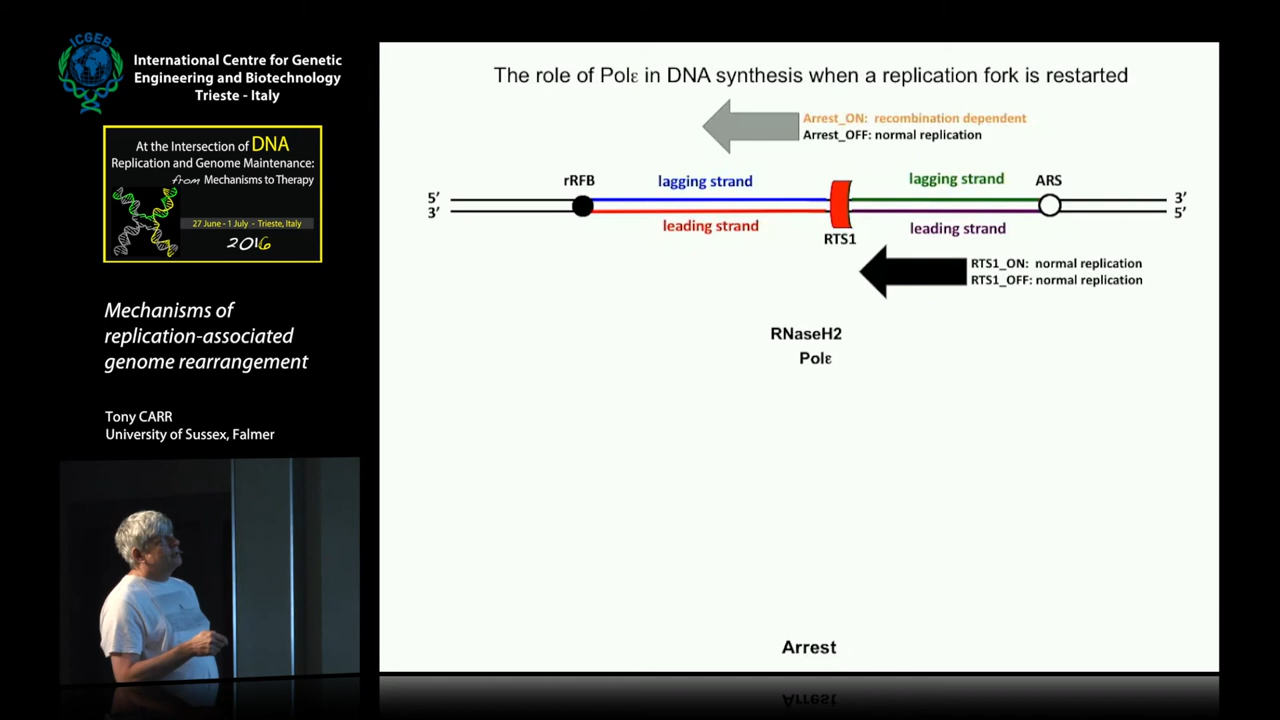 ICGEB
International Centre for Genetic
Engineering and Biotechnology
Trieste - Italy
At the Intersection of DNA
Replication and Genome Maintenance:
from Mechanisms to Therapy
27 June - 1 July - Trieste, Italy
2016
Mechanisms of
replication-associated
genome rearrangement
Tony CARR
University of Sussex, Falmer
The role of Polε in DNA synthesis when a replication fork is restarted
Arrest_ON: recombination dependent
Arrest_OFF: normal replication
rRFB lagging strand lagging strand ARS
5' 3'
3' 5'
leading strand RTS1 leading strand
RTS1_ON: normal replication
RTS1_OFF: normal replication
RNaseH2
Polε
Arrest